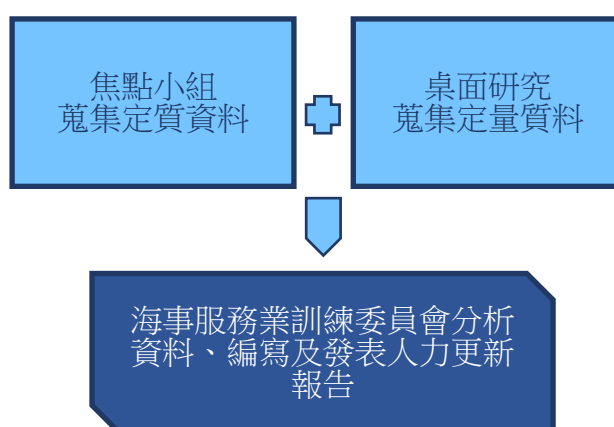 焦點小組
蒐集定質資料
桌面研究
蒐集定量質料
海事服務業訓練委員會分析
資料、編寫及發表人力更新
報告